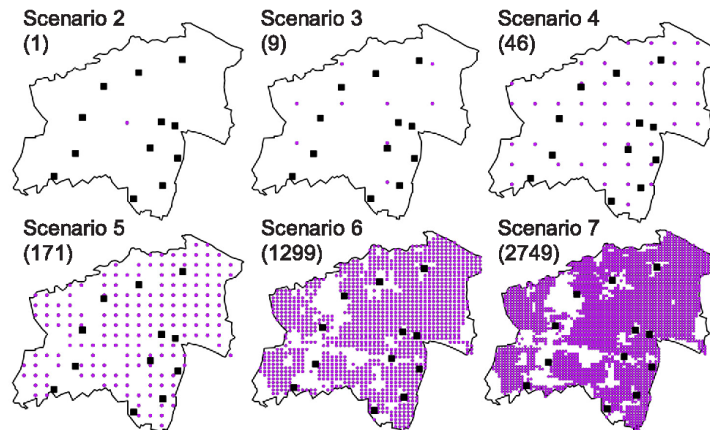 Scenario 2
(1)
Scenario 3
(9)
Scenario 4
(46)
Scenario 5
(171)
Scenario 6
(1299)
Scenario 7
(2749)